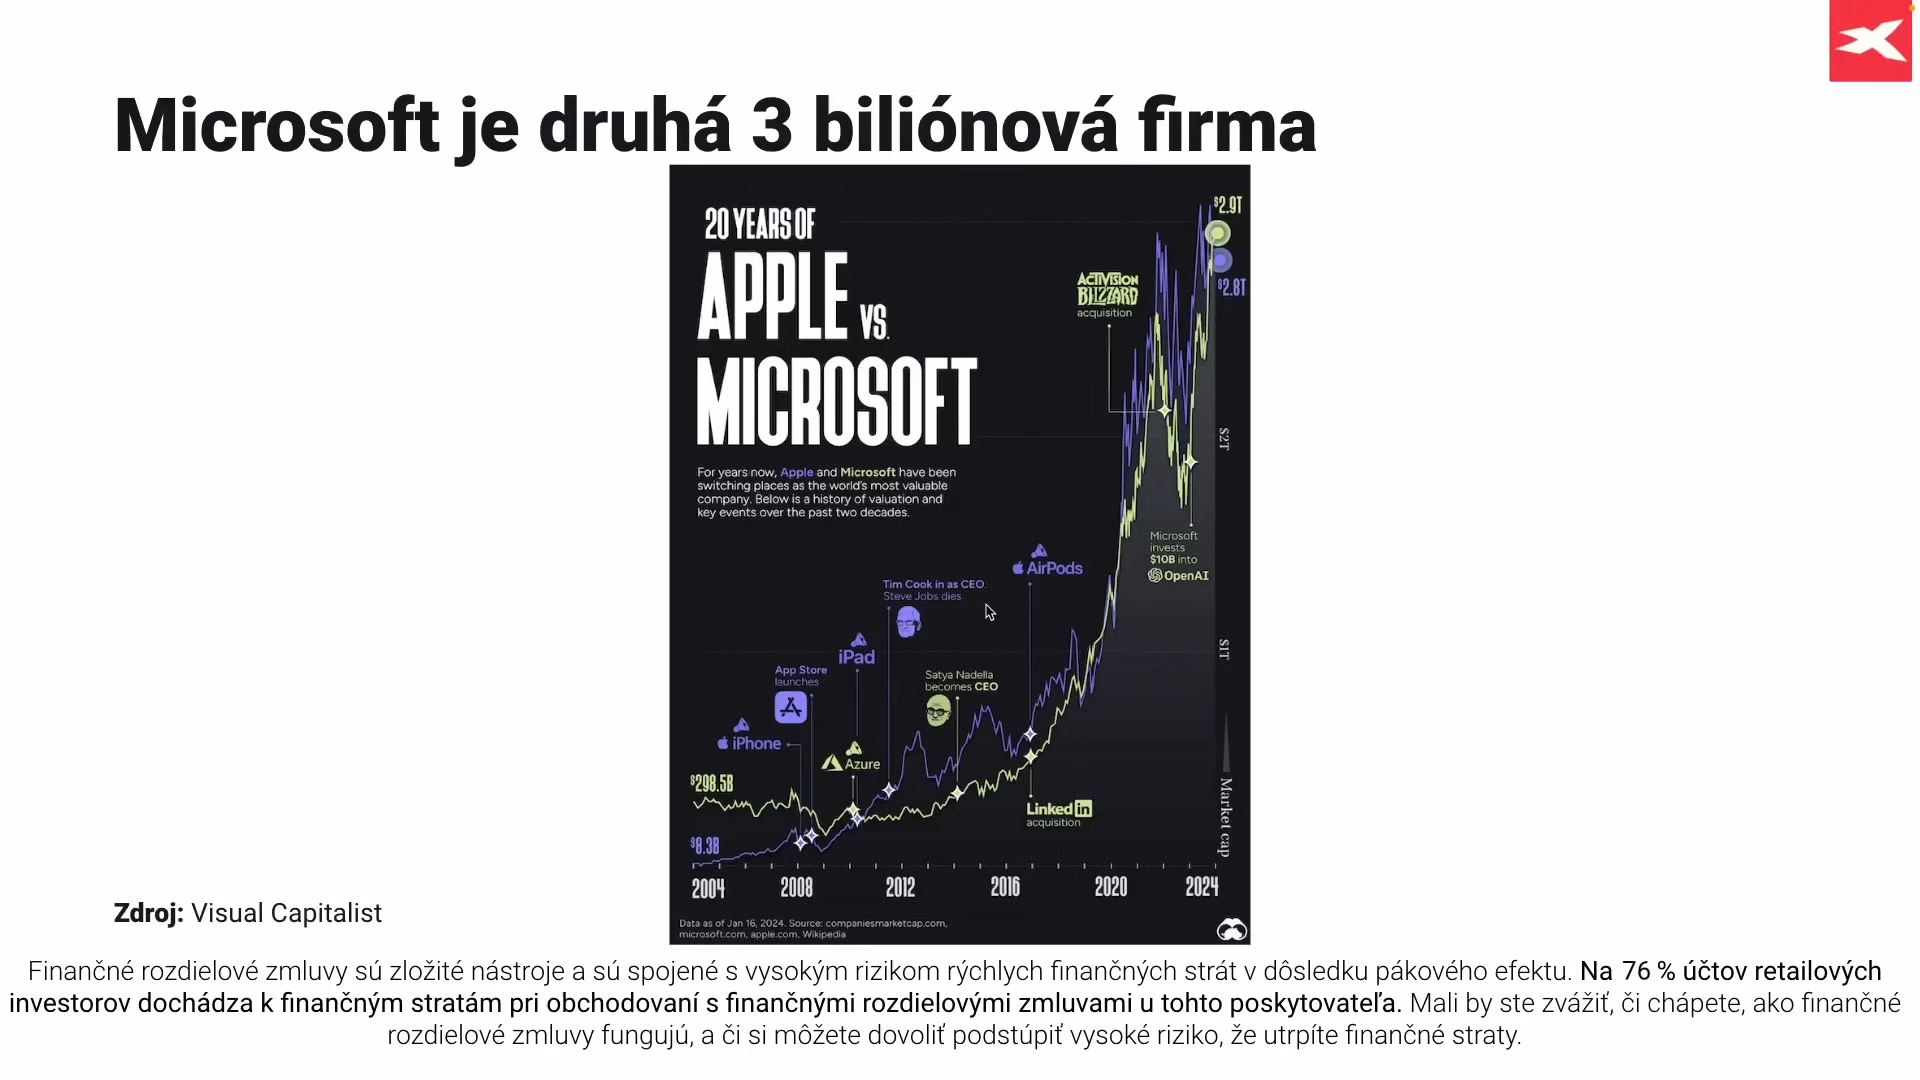 Microsoft je druhá 3 biliónová firma
20 YEARS OF
APPLE VS.
MICROSOFT
For years now, Apple and Microsoft have been
switching places as the world's most valuable
company. Below is a history of valuation and
key events over the past two decades.
$2.9T
$2.8T
ACTIVISION
BLIZZARD
acquisition
$2T
Microsoft
invests
$10B into
OpenAI
AirPods
Tim Cook in as CEO.
Steve Jobs dies
iPad
$1T
App Store
launches
Satya Nadella
becomes CEO
iPhone
Azure
$298.5B
LinkedIn
acquisition
Market cap
$8.3B
2004 2008 2012 2016 2020 2024
Data as of Jan 16, 2024. Source: companiesmarketcap.com,
microsoft.com, apple.com, Wikipedia
Zdroj: Visual Capitalist
Finančné rozdielové zmluvy sú zložité nástroje a sú spojené s vysokým rizikom rýchlych finančných strát v dôsledku pákového efektu. Na 76 % účtov retailových
investorov dochádza k finančným stratám pri obchodovaní s finančnými rozdielovými zmluvami u tohto poskytovateľa. Mali by ste zvážiť, či chápete, ako finančné
rozdielové zmluvy fungujú, a či si môžete dovoliť podstúpiť vysoké riziko, že utrpíte finančné straty.